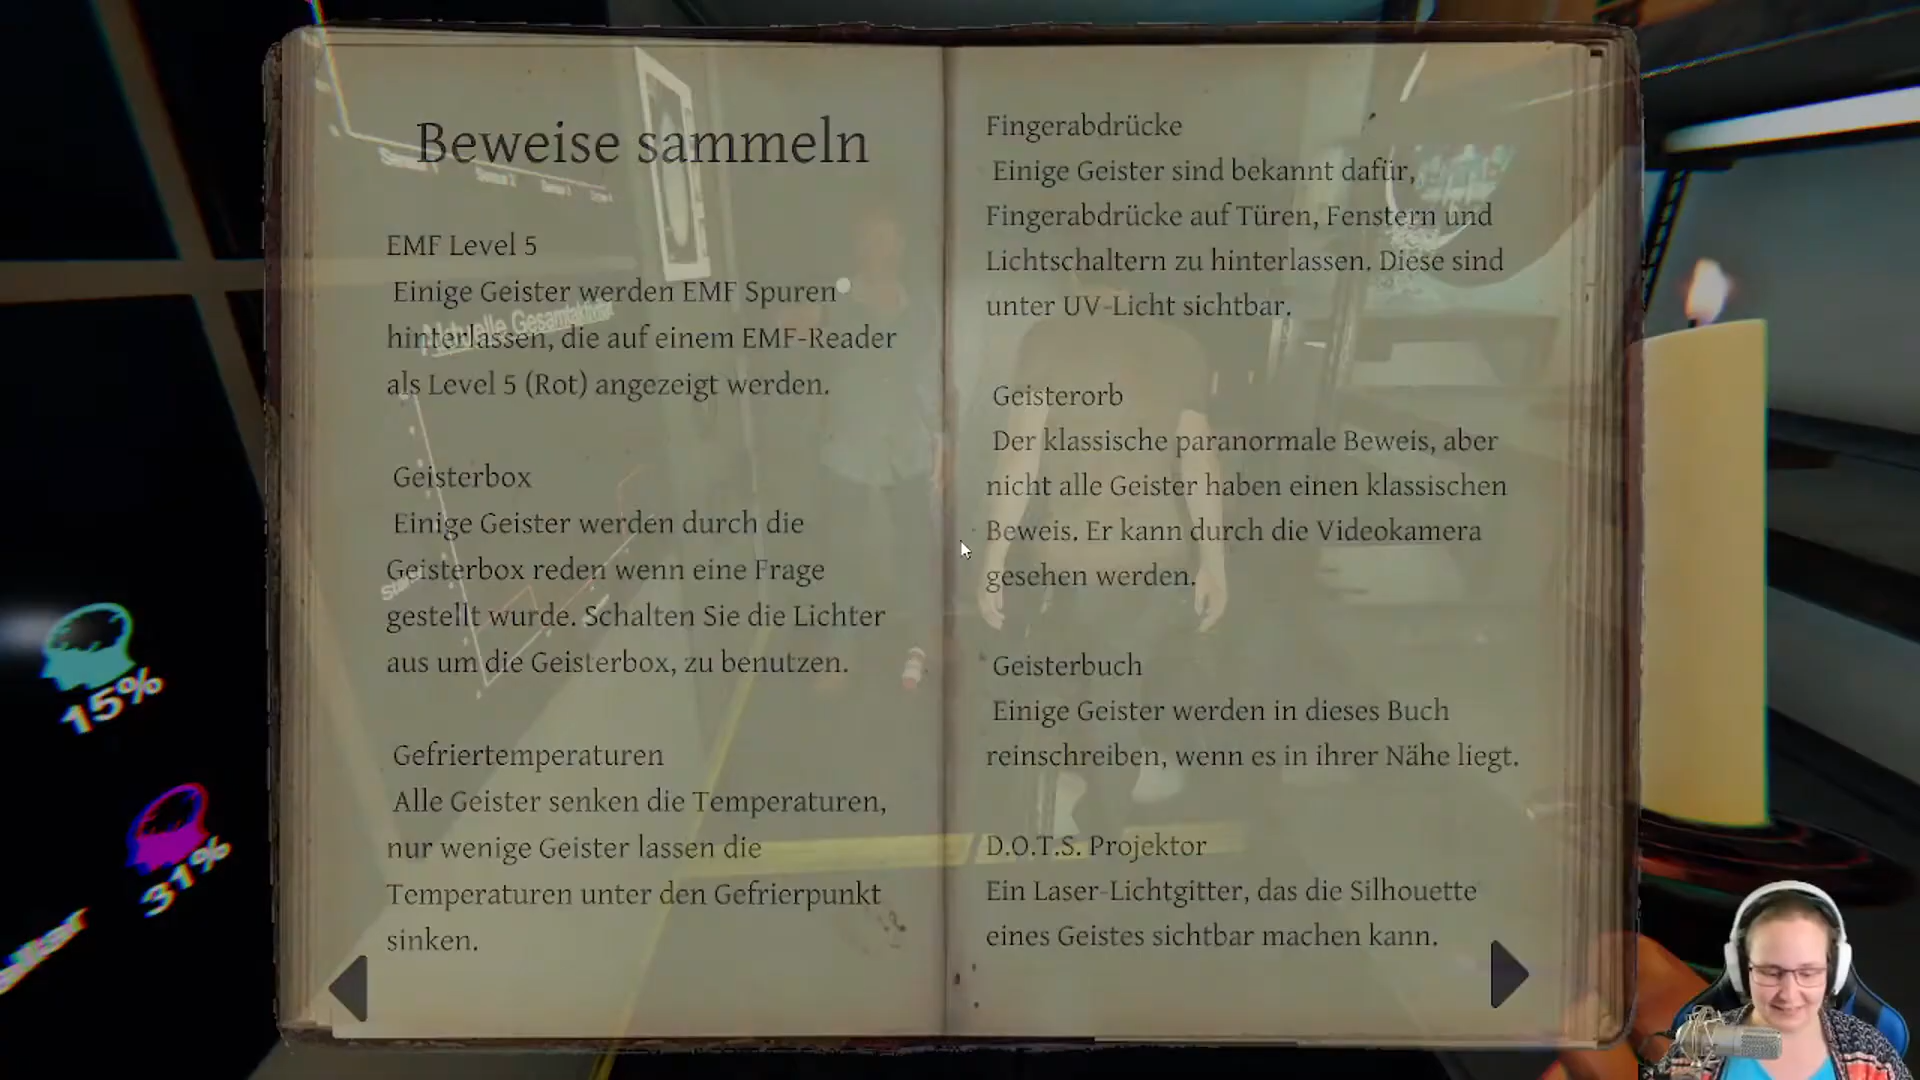 Beweise sammeln
EMF Level 5
Einige Geister werden EMF Spuren
hinterlassen, die auf einem EMF-Reader
als Level 5 (Rot) angezeigt werden.
Geisterbox
Einige Geister werden durch die
Geisterbox reden wenn eine Frage
gestellt wurde. Schalten Sie die Lichter
aus um die Geisterbox, zu benutzen.
Gefriertemperaturen
Alle Geister senken die Temperaturen,
nur wenige Geister lassen die
Temperaturen unter den Gefrierpunkt
sinken.
Fingerabdrücke
Einige Geister sind bekannt dafür,
Fingerabdrücke auf Türen, Fenstern und
Lichtschaltern zu hinterlassen. Diese sind
unter UV-Licht sichtbar.
Geisterorb
Der klassische paranormale Beweis, aber
nicht alle Geister haben einen klassischen
Beweis. Er kann durch die Videokamera
gesehen werden.
Geisterbuch
Einige Geister werden in dieses Buch
reinschreiben, wenn es in ihrer Nähe liegt.
D.O.T.S. Projektor
Ein Laser-Lichtgitter, das die Silhouette
eines Geistes sichtbar machen kann.
15%
31%